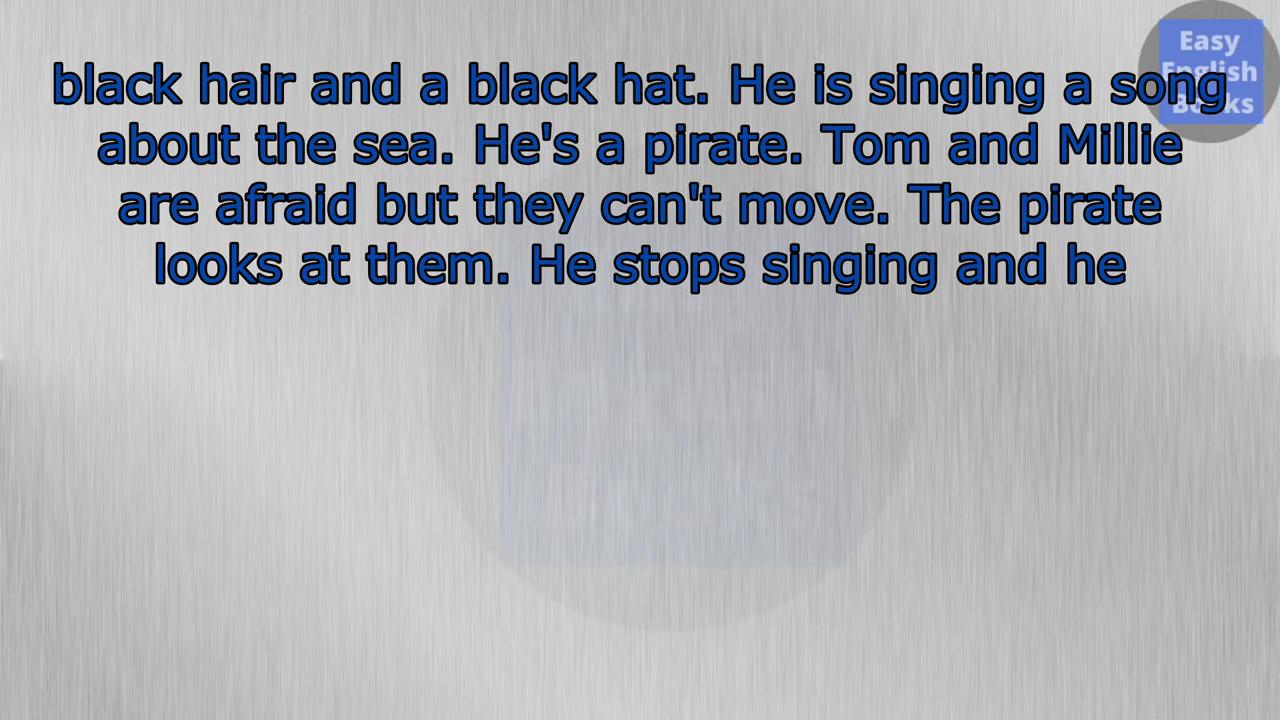 Easy
English
Books
black hair and a black hat. He is singing a song
about the sea. He's a pirate. Tom and Millie
are afraid but they can't move. The pirate
looks at them. He stops singing and he